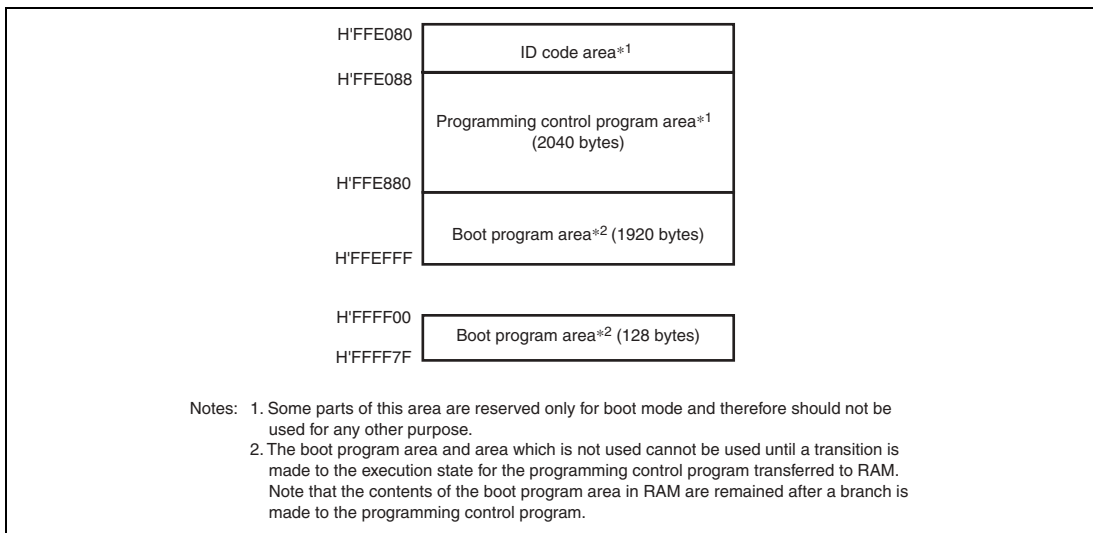 H'FFE080
ID code area*1
H'FFE088
Programming control program area*1
(2040 bytes)
H'FFE880
Boot program area*2 (1920 bytes)
H'FFEFFF
H'FFFF00
Boot program area*2 (128 bytes)
H'FFFF7F
Notes: 1. Some parts of this area are reserved only for boot mode and therefore should not be
used for any other purpose.
2. The boot program area and area which is not used cannot be used until a transition is
made to the execution state for the programming control program transferred to RAM.
Note that the contents of the boot program area in RAM are remained after a branch is
made to the programming control program.